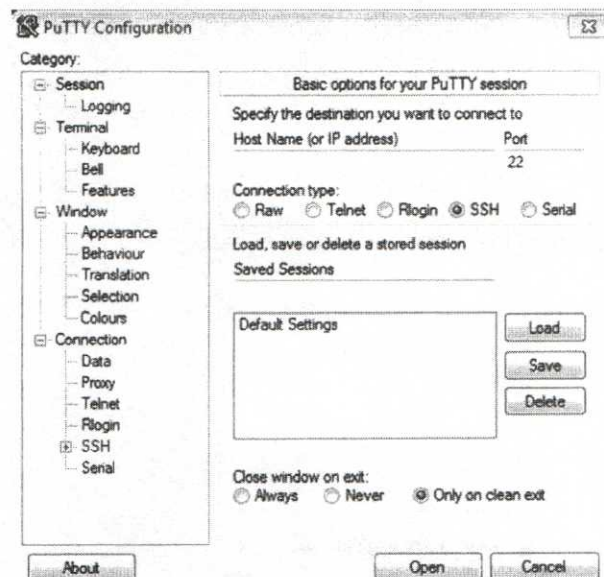 PuTTY Configuration
Category:
Session
Logging
Terminal
Keyboard
Bell
Features
Window
Appearance
Behaviour
Translation
Selection
Colours
Connection
Data
Proxy
Telnet
Rlogin
SSH
Serial
Basic options for your PuTTY session
Specify the destination you want to connect to
Host Name (or IP address) Port
22
Connection type:
Raw Telnet Rlogin SSH Serial
Load, save or delete a stored session
Saved Sessions
Default Settings
Load
Save
Delete
Close window on exit:
Always Never Only on clean exit
About Open Cancel